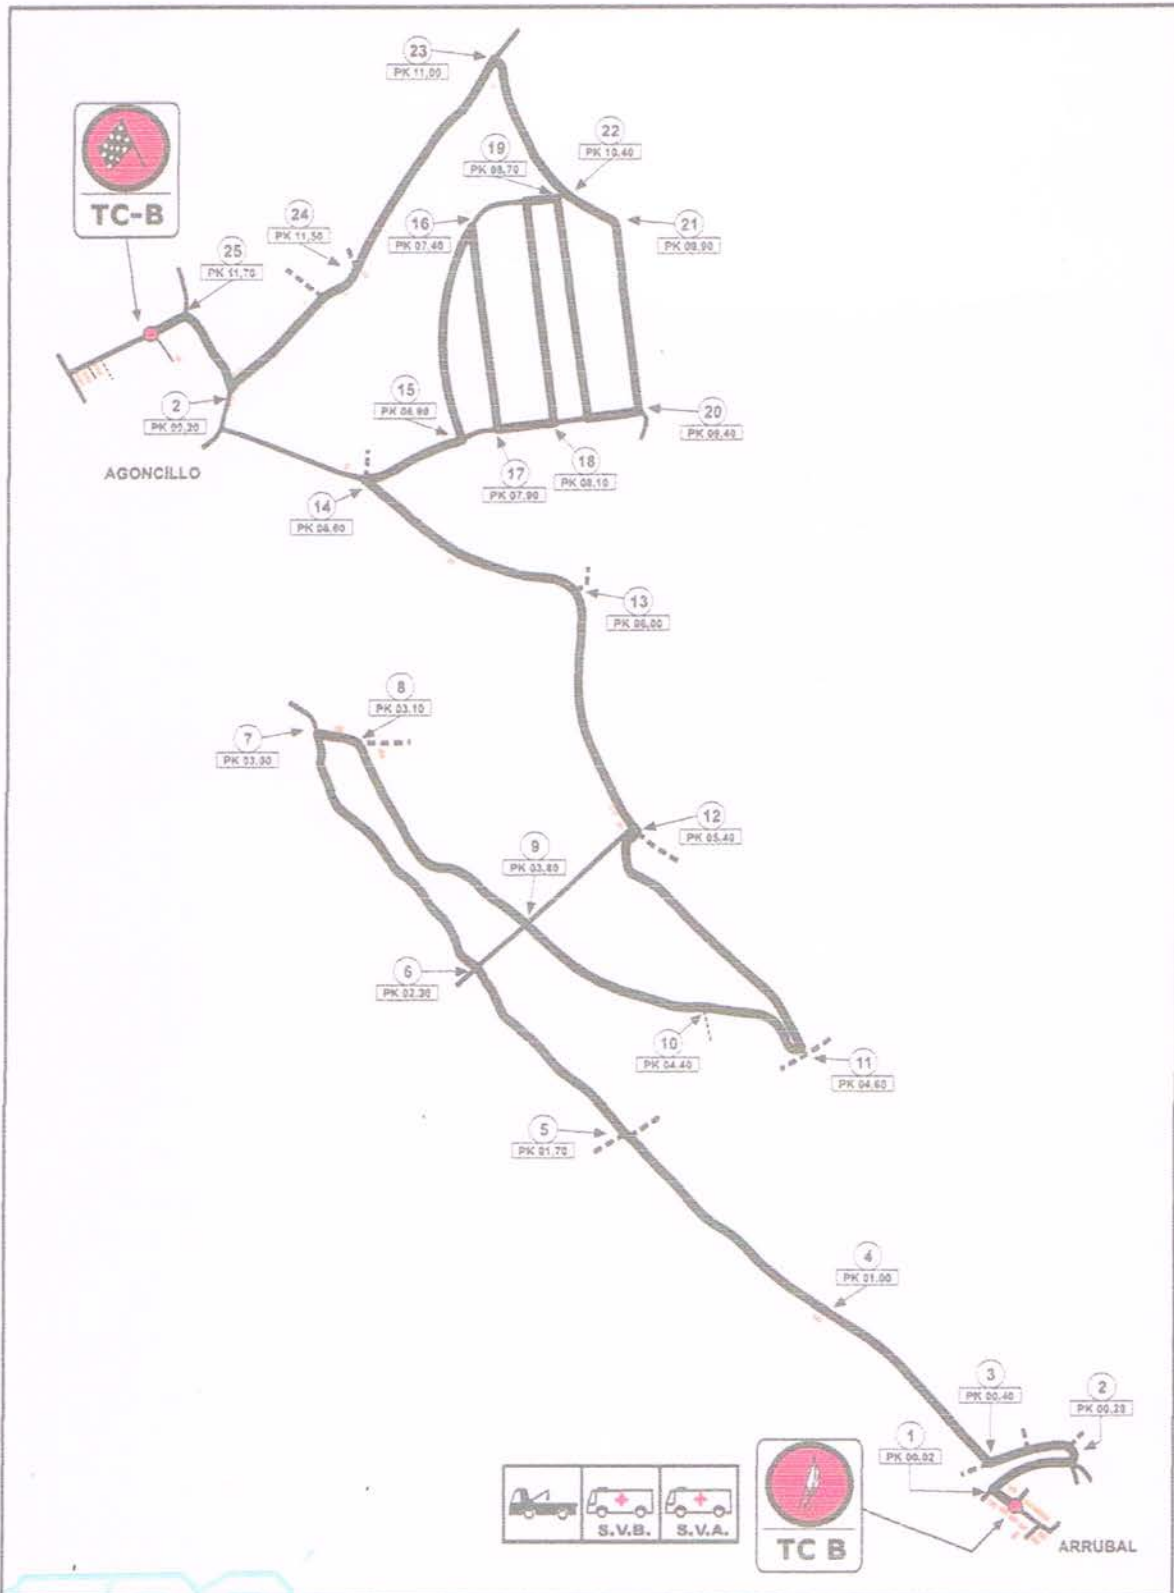 23
PK 11,00
22
PK 10,40
19
PK 08,70
TC-B
24
PK 11,50
16
PK 07,40
21
PK 09,90
25
PK 11,70
15
PK 06,90
20
PK 09,40
2
PK 00,20
AGONCILLO
17
PK 07,90
18
PK 08,10
14
PK 06,60
13
PK 06,00
8
PK 03,10
7
PK 03,00
12
PK 05,40
9
PK 03,80
6
PK 02,30
10
PK 04,40
11
PK 04,60
5
PK 01,70
4
PK 01,00
3
PK 00,40
2
PK 00,20
1
PK 00,02
S.V.B.
S.V.A.
TC B
ARRUBAL